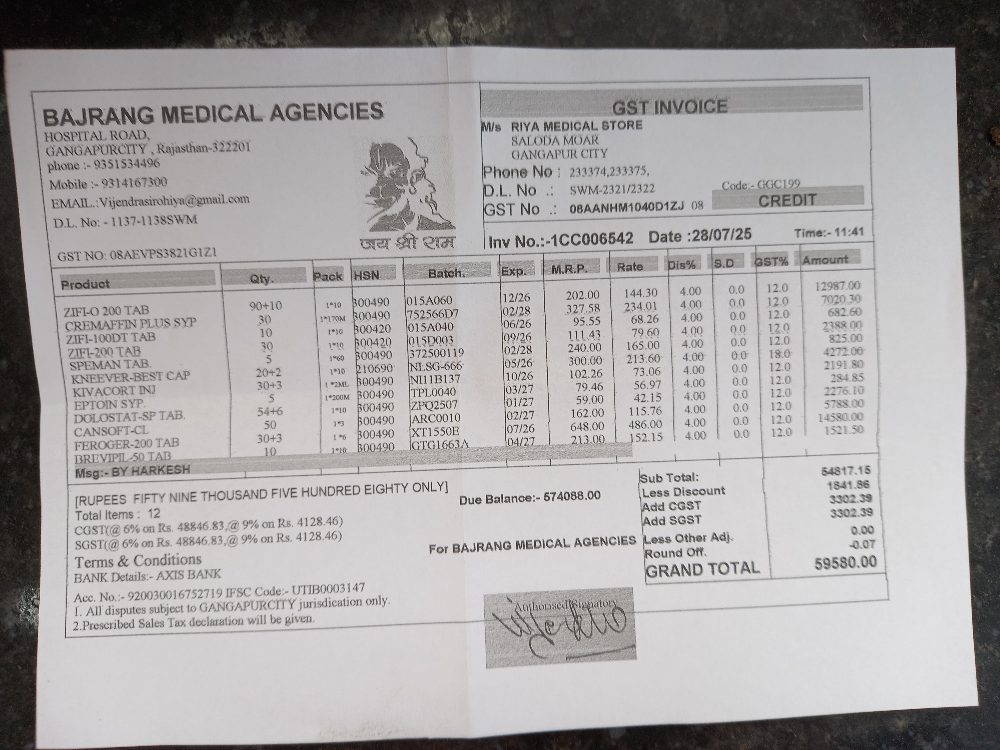 BAJRANG MEDICAL AGENCIES
HOSPITAL ROAD,
GANGAPURCITY , Rajasthan-322201
phone :- 9351534496
Mobile :- 9314167300
EMAIL.:Vijendrasirohiya@gmail.com
D.L. No: -1137-1138SWM
GST NO: 08AEVPS3821G1Z1
जय श्री राम
GST INVOICE
M/s RIYA MEDICAL STORE
SALODA MOAR
GANGAPUR CITY
Phone No : 233374,233375,
D.L. No .: SWM-2321/2322
Code:- GGC199
GST No .: 08AANHM1040D1ZJ 08
CREDIT
Inv No.:-1CC006542 Date :28/07/25 Time:- 11:41
Product Qty. Pack HSN Batch. Exp. M.R.P. Rate Dis% S.D GST% Amount
ZIFI-O 200 TAB 90+10 1*10 300490 015A060 12/26 202.00 144.30 4.00 0.0 12.0 12987.00
CREMAFFIN PLUS SYP 30 1*170M 300490 752566D7 02/28 327.58 234.01 4.00 0.0 12.0 7020.30
ZIFI-100DT TAB 10 1*10 300420 015A040 06/26 95.55 68.26 4.00 0.0 12.0 682.60
ZIFI-200 TAB 30 1*10 300420 015D003 09/26 111.43 79.60 4.00 0.0 12.0 2388.00
SPEMAN TAB. 5 1*60 300490 372500119 02/28 240.00 165.00 4.00 0.0 12.0 825.00
KNEEVER-BEST CAP 20+2 1*10 210690 NLSG-666 05/26 300.00 213.60 4.00 0.0 18.0 4272.00
KIVACORT INJ 30+3 1*2ML 300490 NI11B137 10/26 102.26 73.06 4.00 0.0 12.0 2191.80
EPTOIN SYP. 5 1*200M 300490 TPL0040 03/27 79.46 56.97 4.00 0.0 12.0 284.85
DOLOSTAT-SP TAB. 54+6 1*10 300490 ZPO2507 01/27 59.00 42.15 4.00 0.0 12.0 2276.10
CANSOFT-CL 50 1*3 300490 ARC0010 02/27 162.00 115.76 4.00 0.0 12.0 5788.00
FEROGER-200 TAB 30+3 1*6 300490 XT1550E 07/26 648.00 486.00 4.00 0.0 12.0 14580.00
BREVIPIL-50 TAB 10 1*10 300490 GTG1663A 04/27 213.00 152.15 4.00 0.0 12.0 1521.50
Msg:- BY HARKESH
[RUPEES FIFTY NINE THOUSAND FIVE HUNDRED EIGHTY ONLY]
Total Items : 12
Due Balance:- 574088.00
CGST(@ 6% on Rs. 48846.83,@ 9% on Rs. 4128.46)
SGST(@ 6% on Rs. 48846.83,@ 9% on Rs. 4128.46)
Terms & Conditions
BANK Details:- AXIS BANK
Acc. No.:- 920030016752719 IFSC Code:- UTIB0003147
1. All disputes subject to GANGAPURCITY jurisdication only.
2.Prescribed Sales Tax declaration will be given.
Sub Total: 54817.15
Less Discount 1841.86
Add CGST 3302.39
Add SGST 3302.39
Less Other Adj. 0.00
Round Off. -0.07
GRAND TOTAL 59580.00
For BAJRANG MEDICAL AGENCIES
Authorised Signatory